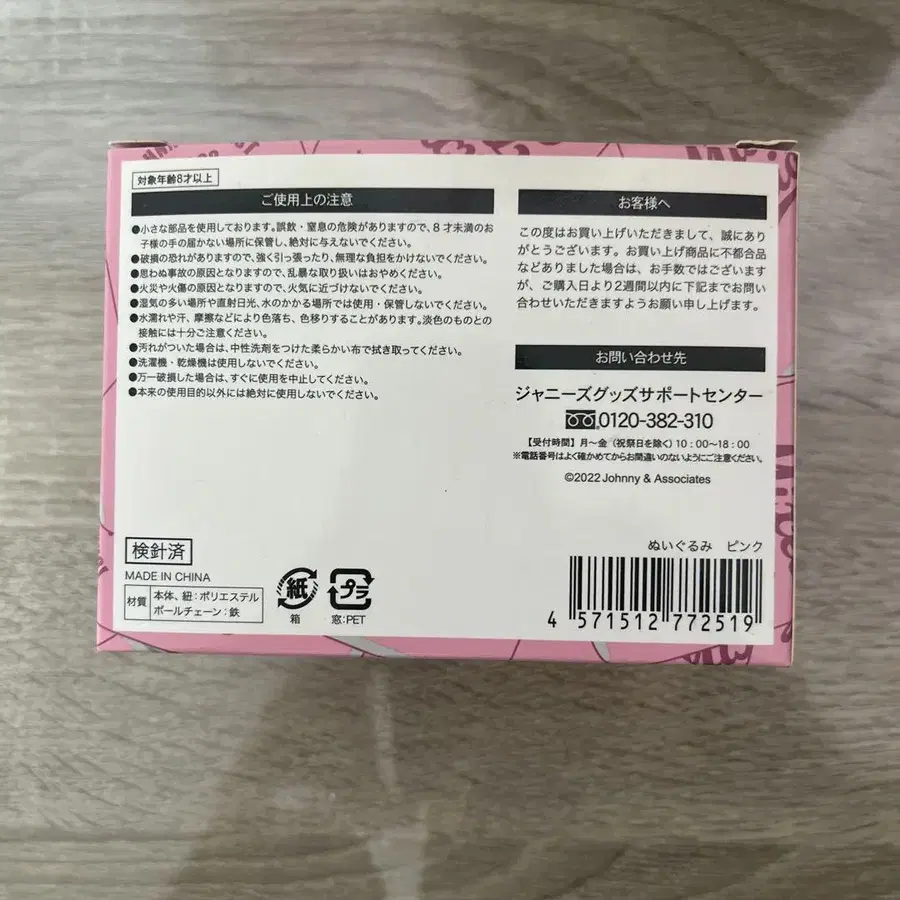 対象年齢8才以上
ご使用上の注意
●小さな部品を使用しております。誤飲・窒息の危険がありますので、8才未満のお
子様の手の届かない場所に保管し、絶対に与えないでください。
●破損の恐れがありますので、強く引っ張ったり、無理な負担をかけないでください。
●思わぬ事故の原因となりますので、乱暴な取り扱いはおやめください。
●火災や火傷の原因となりますので、火気に近づけないでください。
●湿気の多い場所や直射日光、水のかかる場所では使用・保管しないでください。
●水濡れや汗、摩擦などにより色落ち、色移りすることがあります。淡色のものとの
接触には十分ご注意ください。
●汚れがついた場合は、中性洗剤をつけた柔らかい布で拭き取ってください。
●洗濯機・乾燥機は使用しないでください。
●万一破損した場合は、すぐに使用を中止してください。
●本来の使用目的以外には絶対に使用しないでください。
お客様へ
この度はお買い上げいただきまして、誠にあり
がとうございます。お買い上げ商品に不都合品
などありました場合は、お手数ではございます
が、ご購入日より2週間以内に下記までお問い
合わせいただきますようお願い申し上げます。
お問い合わせ先
ジャニーズグッズサポートセンター
0120-382-310
【受付時間】月〜金（祝祭日を除く）10：00〜18：00
※電話番号はよく確かめてからお間違いのないようにご注意ください。
©2022 Johnny & Associates
検針済
MADE IN CHINA
材質
本体、紐：ポリエステル
ボールチェーン：鉄
紙
箱
プラ
窓：PET
ぬいぐるみ ピンク
4 571512 772519